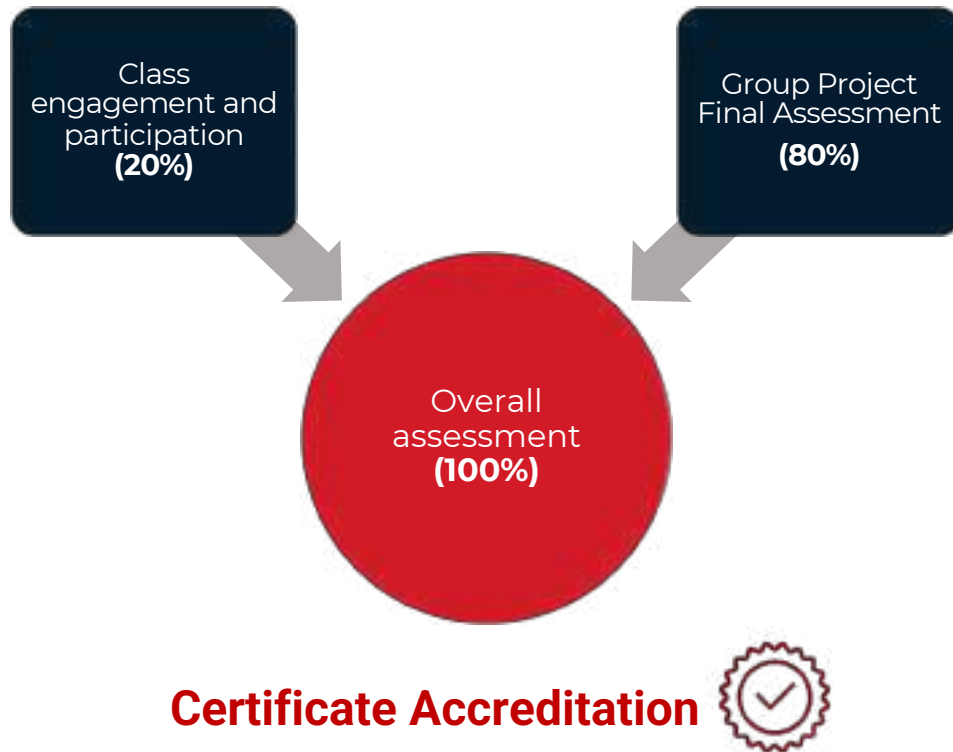 Class
engagement and
participation
(20%)
Group Project
Final Assessment
(80%)
Overall
assessment
(100%)
Certificate Accreditation